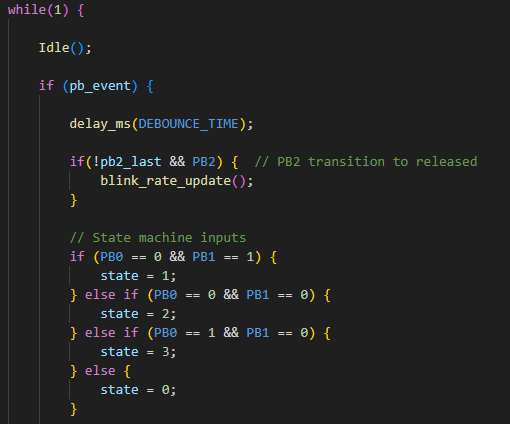 while(1) {
Idle();
if (pb_event) {
delay_ms(DEBOUNCE_TIME);
if(!pb2_last && PB2) {  // PB2 transition to released
blink_rate_update();
}
// State machine inputs
if (PB0 == 0 && PB1 == 1) {
state = 1;
} else if (PB0 == 0 && PB1 == 0) {
state = 2;
} else if (PB0 == 1 && PB1 == 0) {
state = 3;
} else {
state = 0;
}